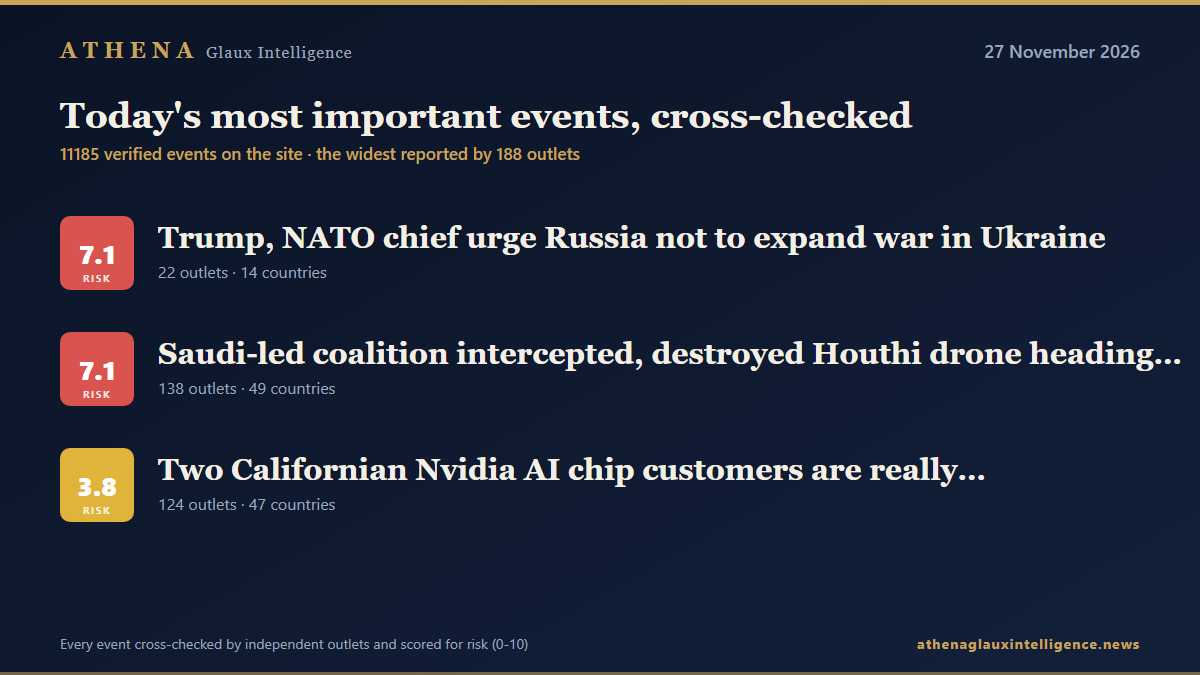 ATHENA Glaux Intelligence
27 November 2026
Today's most important events, cross-checked
11185 verified events on the site · the widest reported by 188 outlets
7.1
RISK
Trump, NATO chief urge Russia not to expand war in Ukraine
22 outlets · 14 countries
7.1
RISK
Saudi-led coalition intercepted, destroyed Houthi drone heading...
138 outlets · 49 countries
3.8
RISK
Two Californian Nvidia AI chip customers are really...
124 outlets · 47 countries
Every event cross-checked by independent outlets and scored for risk (0-10)
athenaglauxintelligence.news